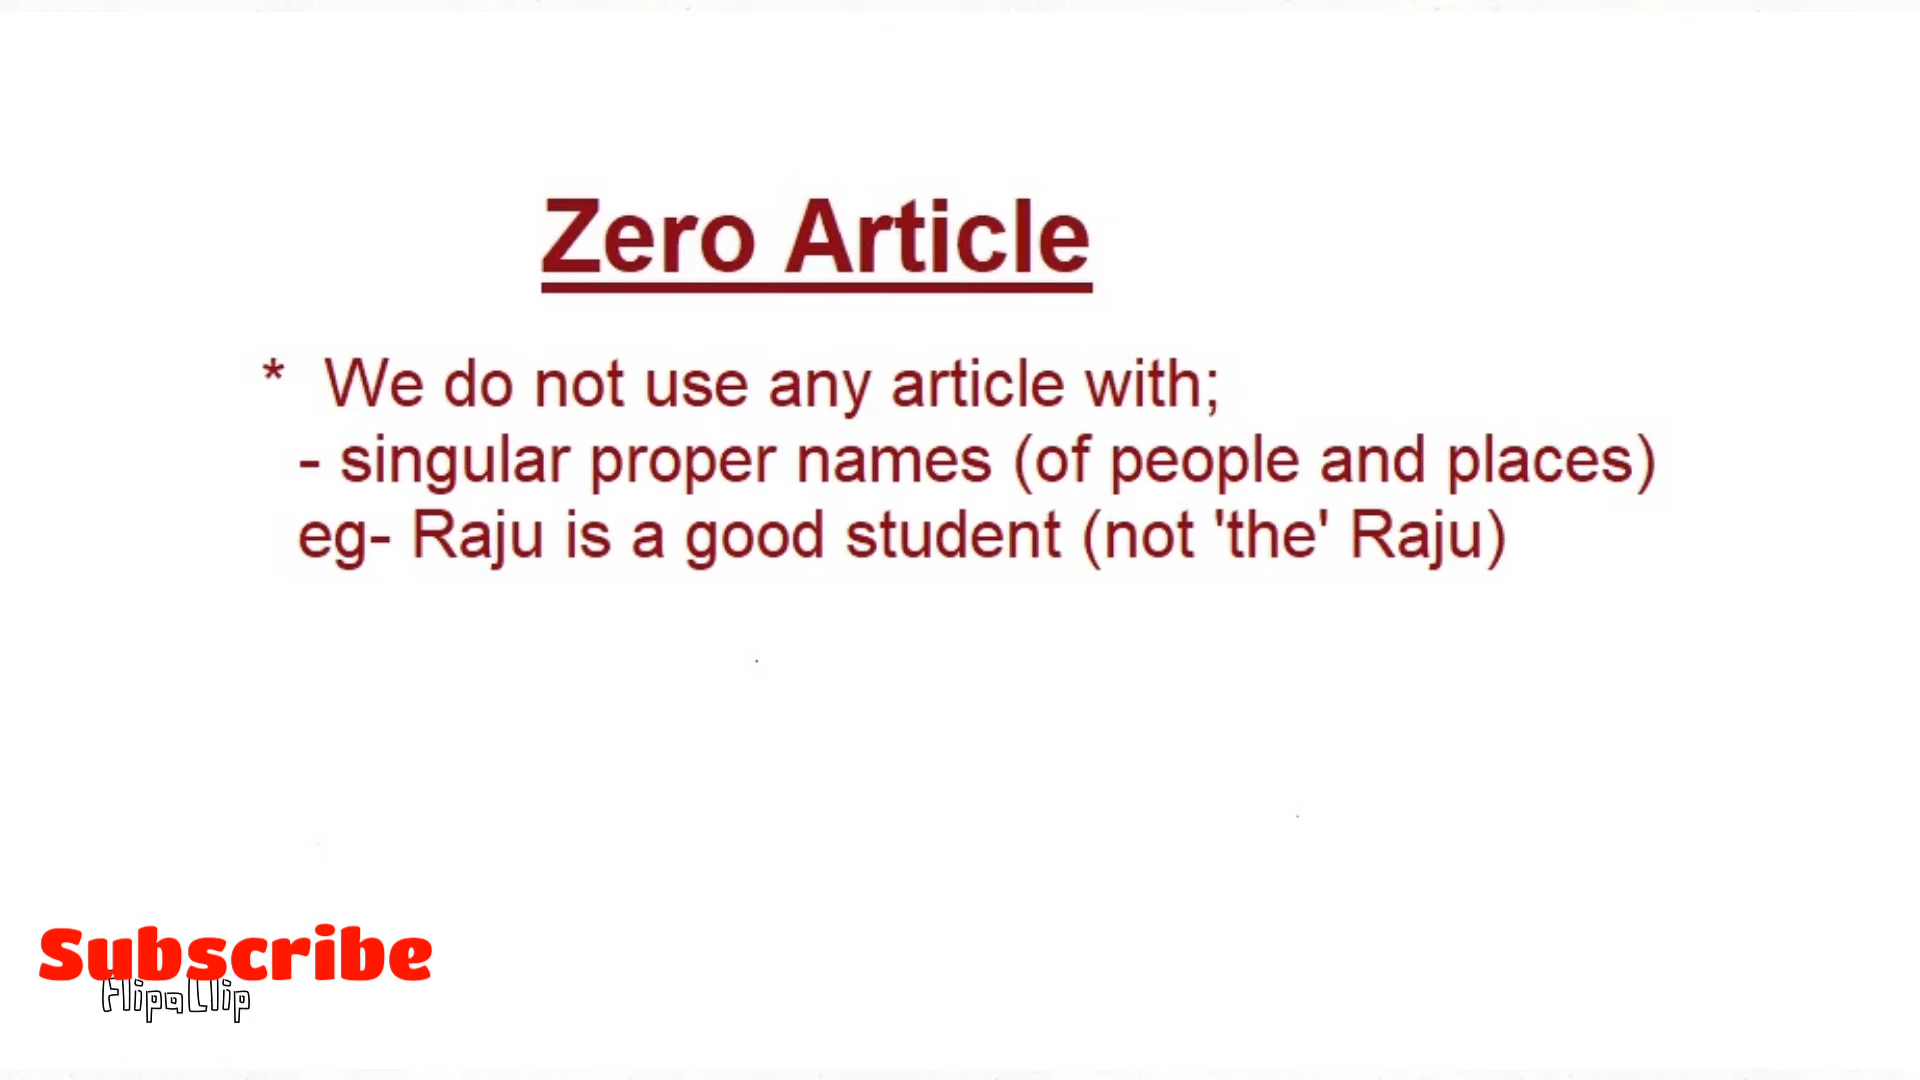 Zero Article
* We do not use any article with;
- singular proper names (of people and places)
eg- Raju is a good student (not 'the' Raju)
Subscribe
FlipaClip